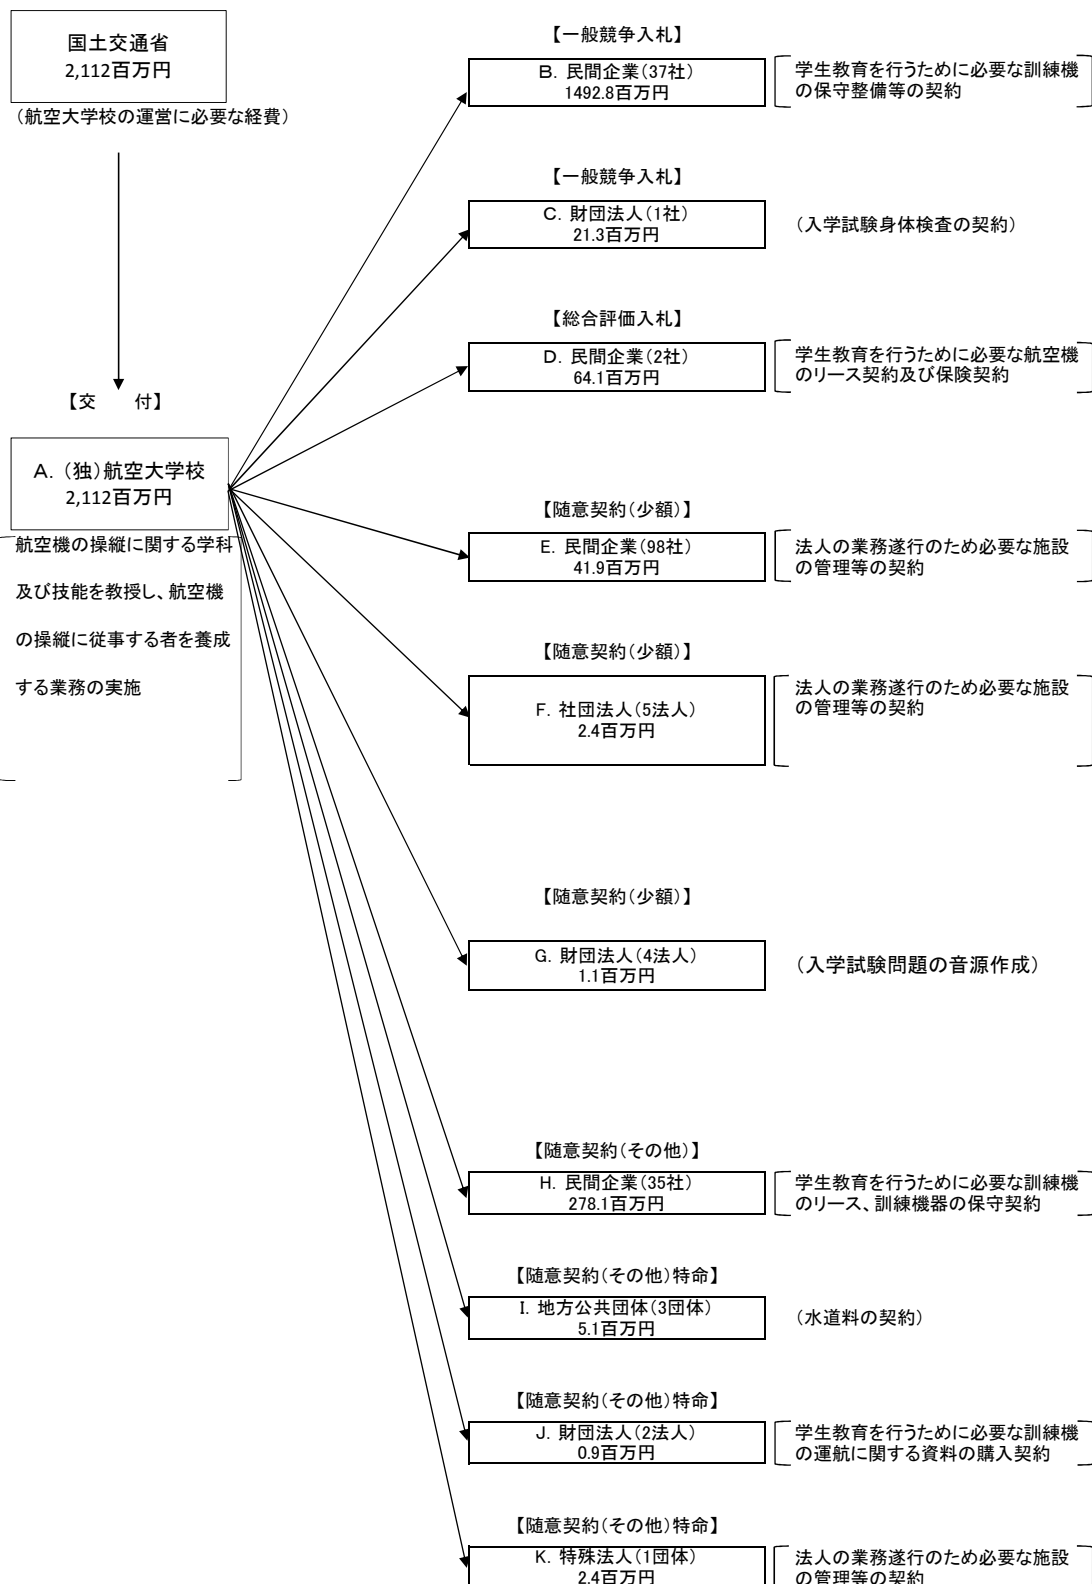 国土交通省
2,112百万円
（航空大学校の運営に必要な経費）
【交　　付】
A．（独）航空大学校
2,112百万円
航空機の操縦に関する学科
及び技能を教授し、航空機
の操縦に従事する者を養成
する業務の実施
【一般競争入札】
B．民間企業（37社）
1492.8百万円
学生教育を行うために必要な訓練機
の保守整備等の契約
【一般競争入札】
C．財団法人（1社）
21.3百万円
（入学試験身体検査の契約）
【総合評価入札】
D．民間企業（2社）
64.1百万円
学生教育を行うために必要な航空機
のリース契約及び保険契約
【随意契約（少額）】
E．民間企業（98社）
41.9百万円
法人の業務遂行のため必要な施設
の管理等の契約
【随意契約（少額）】
F．社団法人（5法人）
2.4百万円
法人の業務遂行のため必要な施設
の管理等の契約
【随意契約（少額）】
G．財団法人（4法人）
1.1百万円
（入学試験問題の音源作成）
【随意契約（その他）】
H．民間企業（35社）
278.1百万円
学生教育を行うために必要な訓練機
のリース、訓練機器の保守契約
【随意契約（その他）特命】
I．地方公共団体（3団体）
5.1百万円
（水道料の契約）
【随意契約（その他）特命】
J．財団法人（2法人）
0.9百万円
学生教育を行うために必要な訓練機
の運航に関する資料の購入契約
【随意契約（その他）特命】
K．特殊法人（1団体）
2.4百万円
法人の業務遂行のため必要な施設
の管理等の契約